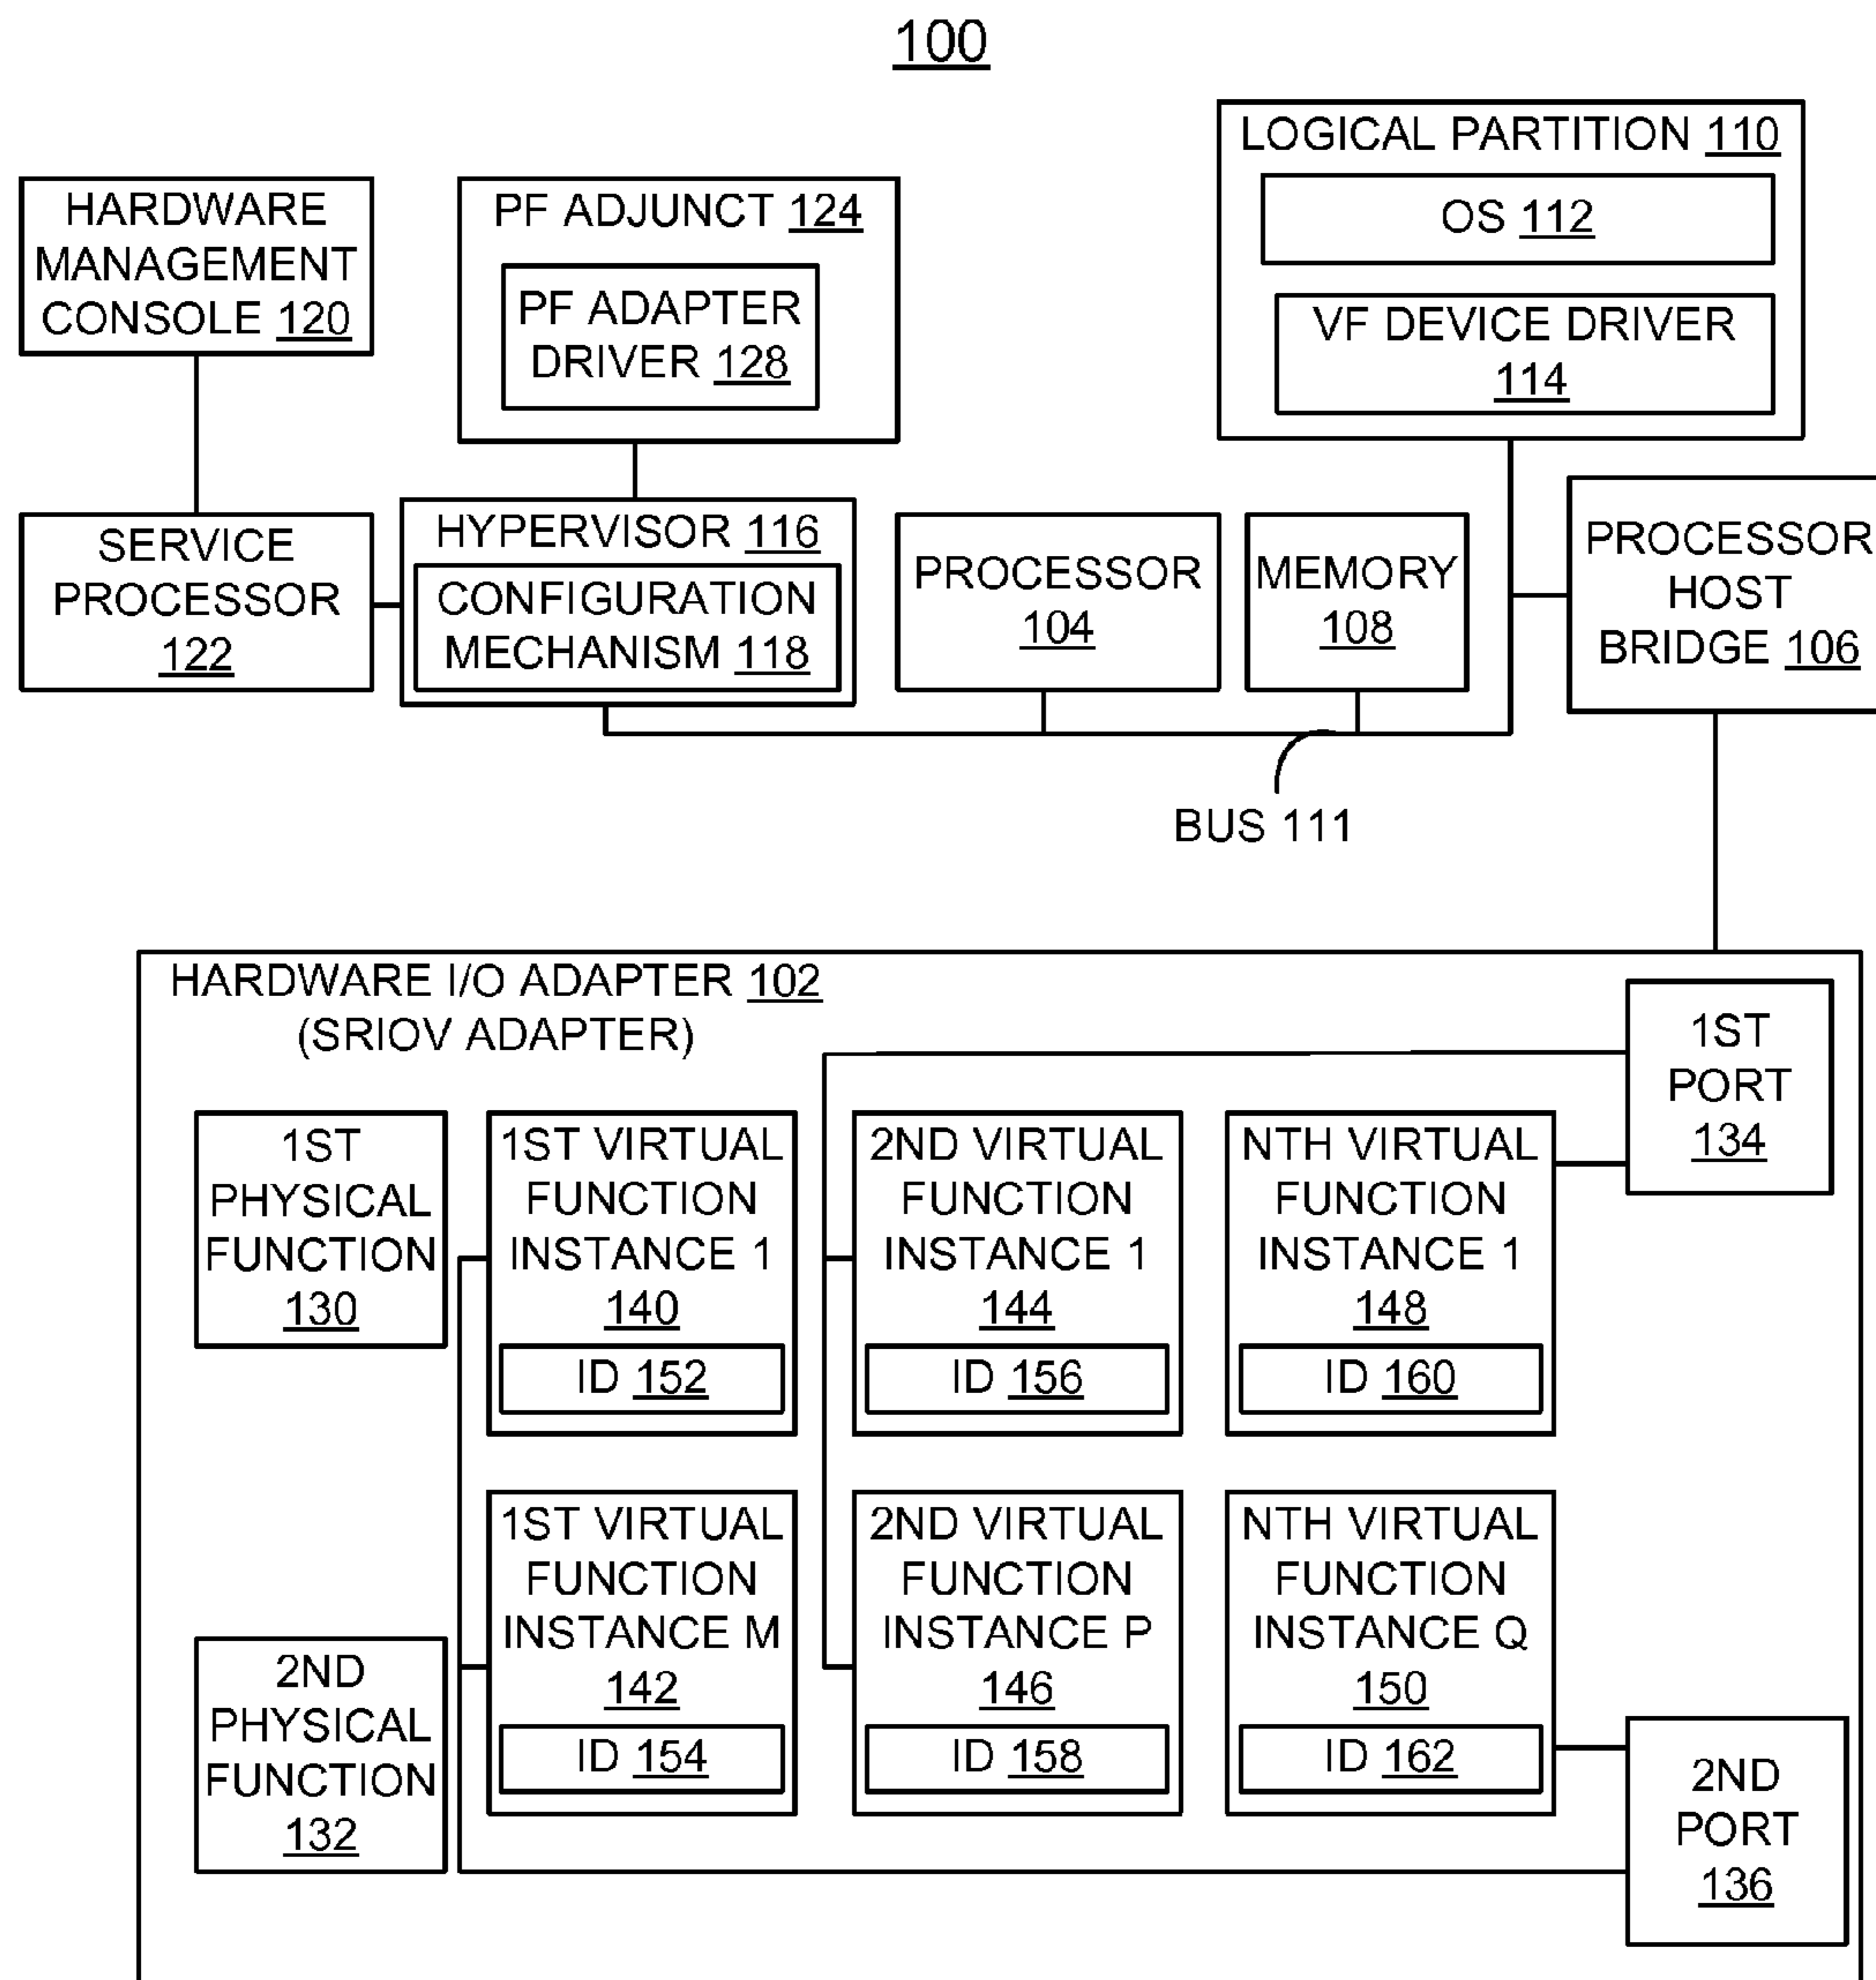 100
HARDWARE
MANAGEMENT
CONSOLE 120
PF ADJUNCT 124
PF ADAPTER
DRIVER 128
LOGICAL PARTITION 110
OS 112
VF DEVICE DRIVER
114
SERVICE
PROCESSOR
122
HYPERVISOR 116
CONFIGURATION
MECHANISM 118
PROCESSOR
104
MEMORY
108
PROCESSOR
HOST
BRIDGE 106
BUS 111
HARDWARE I/O ADAPTER 102
(SRIOV ADAPTER)
1ST
PORT
134
1ST
PHYSICAL
FUNCTION
130
1ST VIRTUAL
FUNCTION
INSTANCE 1
140
ID 152
2ND VIRTUAL
FUNCTION
INSTANCE 1
144
ID 156
NTH VIRTUAL
FUNCTION
INSTANCE 1
148
ID 160
2ND
PHYSICAL
FUNCTION
132
1ST VIRTUAL
FUNCTION
INSTANCE M
142
ID 154
2ND VIRTUAL
FUNCTION
INSTANCE P
146
ID 158
NTH VIRTUAL
FUNCTION
INSTANCE Q
150
ID 162
2ND
PORT
136